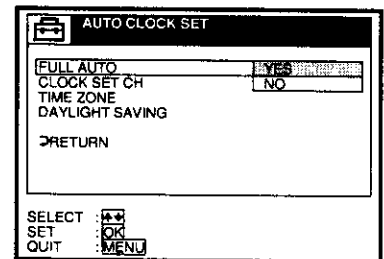 AUTO CLOCK SET
FULL AUTO YES
CLOCK SET CH NO
TIME ZONE
DAYLIGHT SAVING
RETURN
SELECT :
SET : OK
QUIT : MENU